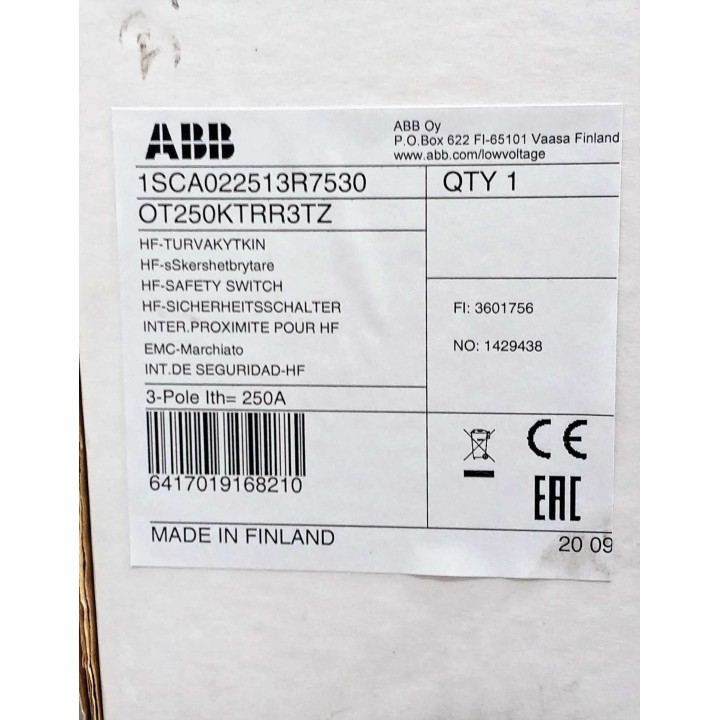 ABB
ABB Oy
P.O.Box 622 FI-65101 Vaasa Finland
www.abb.com/lowvoltage
1SCA022513R7530
QTY 1
OT250KTRR3TZ
HF-TURVAKYTKIN
HF-sSkershetbrytare
HF-SAFETY SWITCH
HF-SICHERHEITSSCHALTER
INTER.PROXIMITE POUR HF
EMC-Marchiato
INT.DE SEGURIDAD-HF
FI: 3601756
NO: 1429438
3-Pole Ith= 250A
6417019168210
CE
EAC
MADE IN FINLAND
20 09